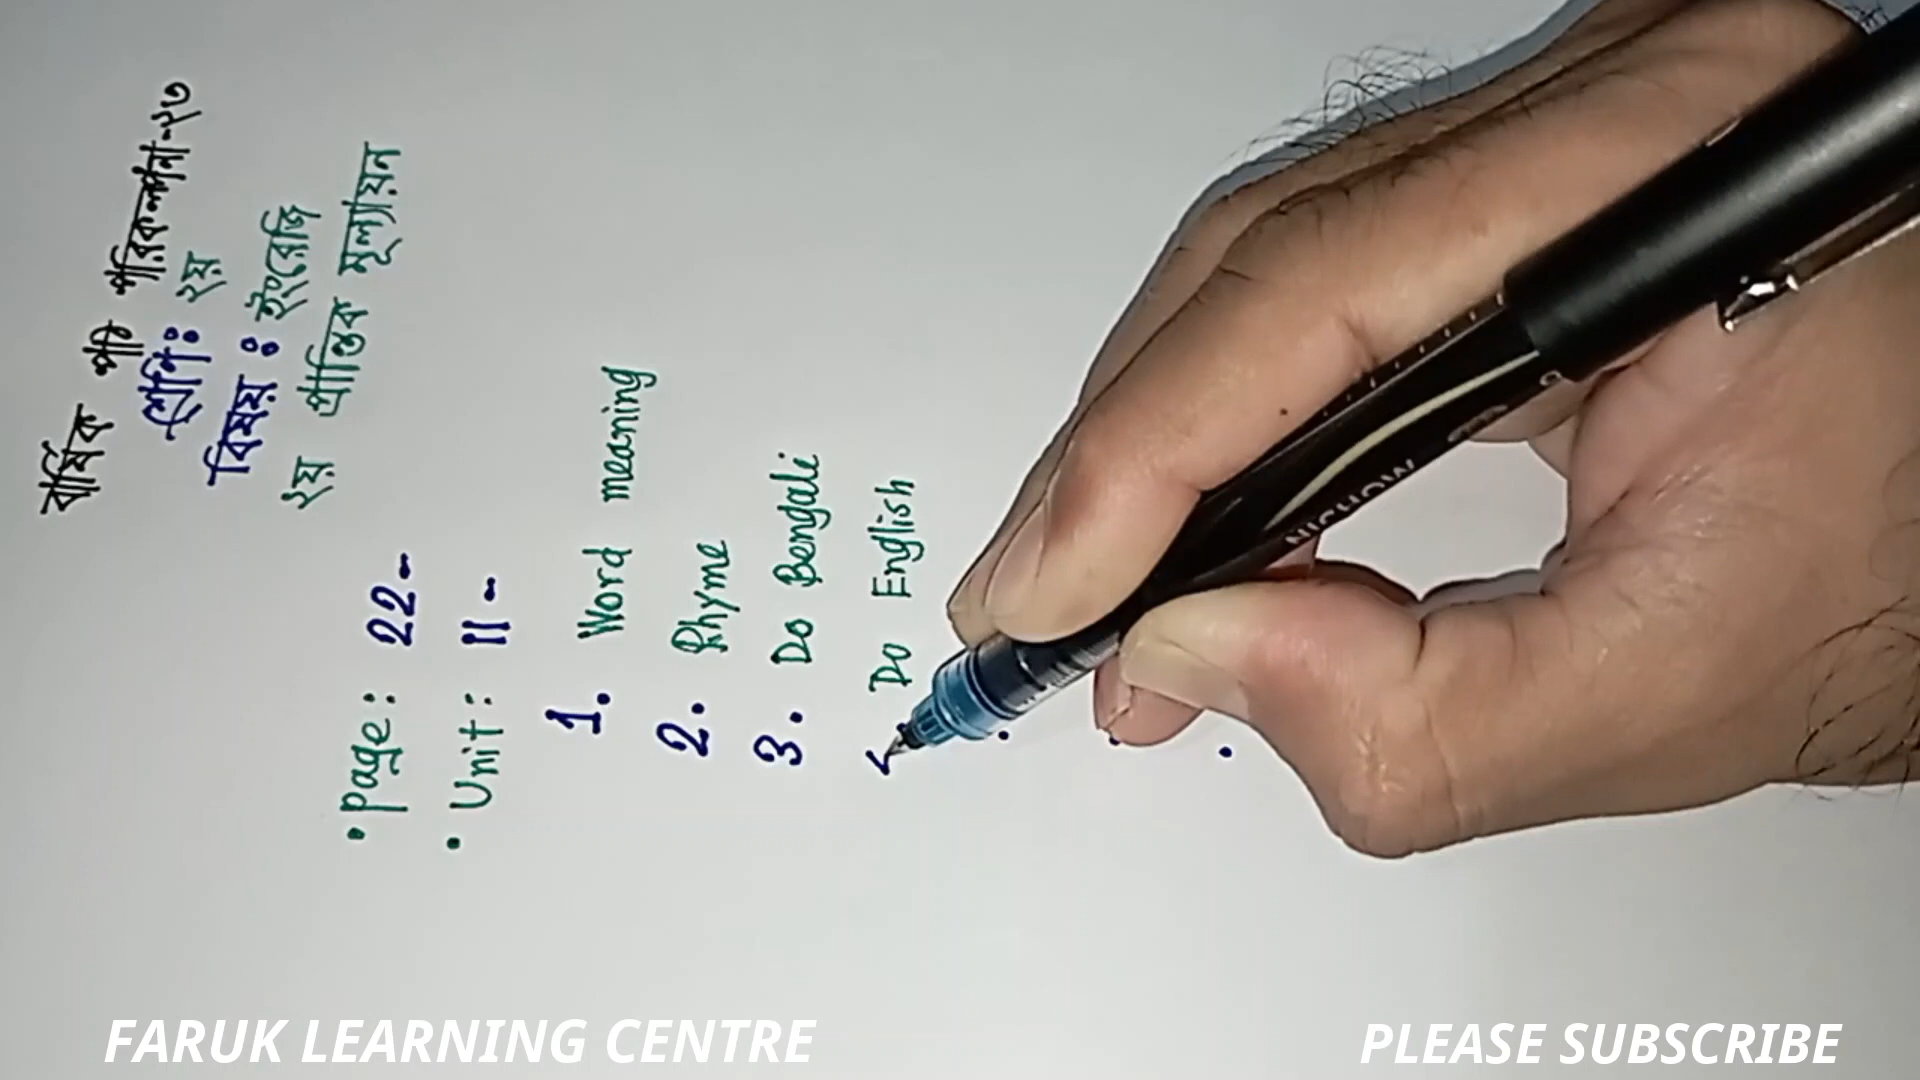 বার্ষিক পাঠ পরিকল্পনা-২৩
শ্রেণি: ২য়
বিষয়: ইংরেজি
২য় প্রান্তিক মূল্যায়ন
• Page: 22-
• Unit: 11-
1. Word meaning
2. Rhyme
3. Do Bengali
Do English
NICHOW
FARUK LEARNING CENTRE
PLEASE SUBSCRIBE